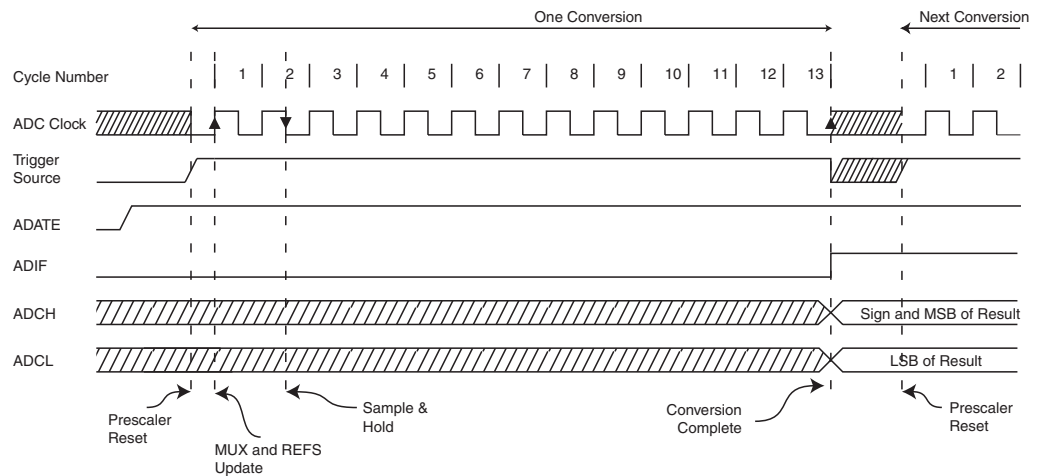 One Conversion
Next Conversion
Cycle Number
1 2 3 4 5 6 7 8 9 10 11 12 13 1 2
ADC Clock
Trigger
Source
ADATE
ADIF
ADCH
Sign and MSB of Result
ADCL
LSB of Result
Prescaler
Reset
MUX and REFS
Update
Sample &
Hold
Conversion
Complete
Prescaler
Reset